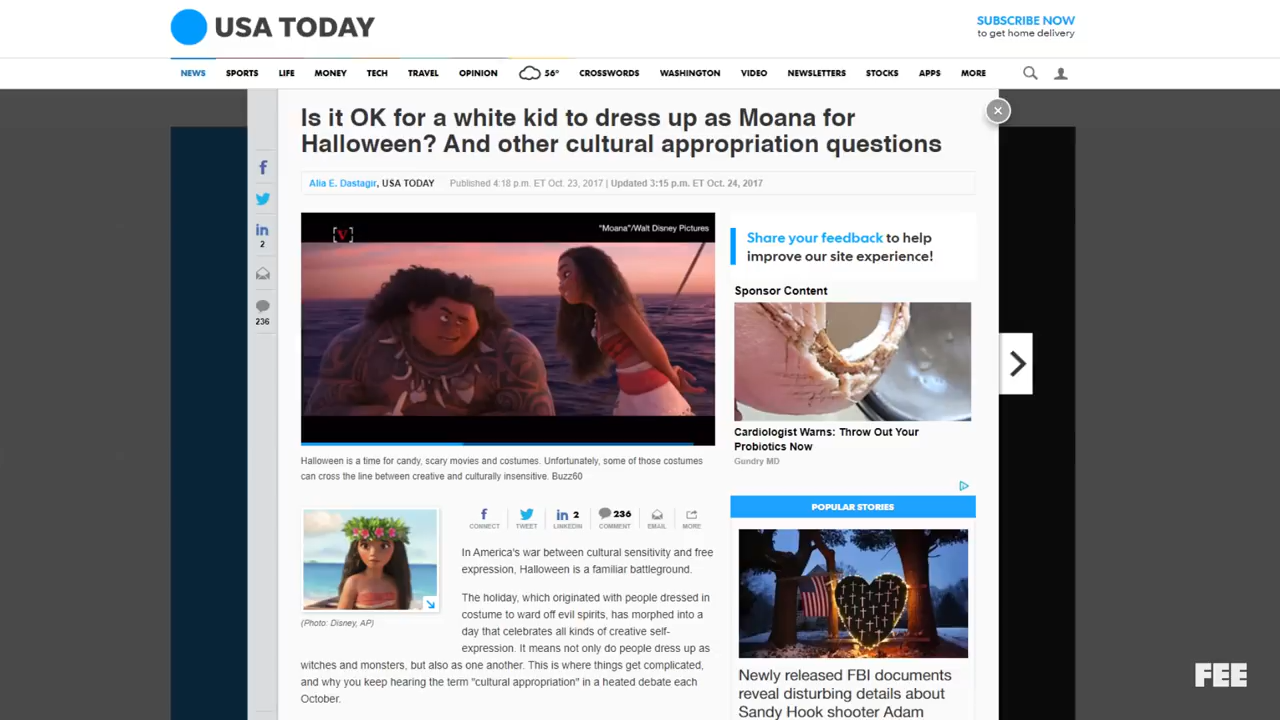 USA TODAY
SUBSCRIBE NOW
to get home delivery
NEWS SPORTS LIFE MONEY TECH TRAVEL OPINION 56° CROSSWORDS WASHINGTON VIDEO NEWSLETTERS STOCKS APPS MORE
Is it OK for a white kid to dress up as Moana for
Halloween? And other cultural appropriation questions
Alia E. Dastagir, USA TODAY Published 4:18 p.m. ET Oct. 23, 2017 | Updated 3:15 p.m. ET Oct. 24, 2017
f
in
2
236
V
"Moana"/Walt Disney Pictures
Halloween is a time for candy, scary movies and costumes. Unfortunately, some of those costumes
can cross the line between creative and culturally insensitive. Buzz60
(Photo: Disney, AP)
f in 2 236
CONNECT TWEET LINKEDIN COMMENT EMAIL MORE
In America's war between cultural sensitivity and free
expression, Halloween is a familiar battleground.
The holiday, which originated with people dressed in
costume to ward off evil spirits, has morphed into a
day that celebrates all kinds of creative self-
expression. It means not only do people dress up as
witches and monsters, but also as one another. This is where things get complicated,
and why you keep hearing the term "cultural appropriation" in a heated debate each
October.
Share your feedback to help
improve our site experience!
Sponsor Content
Cardiologist Warns: Throw Out Your
Probiotics Now
Gundry MD
POPULAR STORIES
Newly released FBI documents
reveal disturbing details about
Sandy Hook shooter Adam
FEE